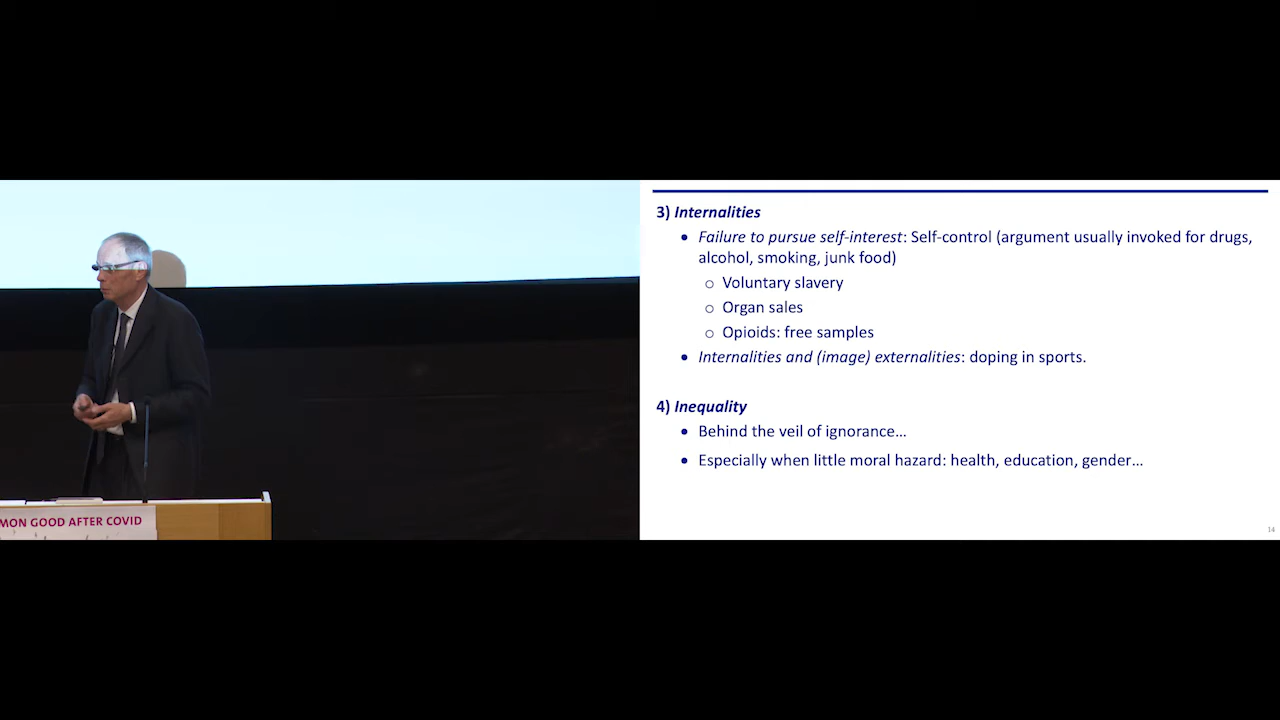 MON GOOD AFTER COVID
3) Internalities
• Failure to pursue self-interest: Self-control (argument usually invoked for drugs,
alcohol, smoking, junk food)
o Voluntary slavery
o Organ sales
o Opioids: free samples
• Internalities and (image) externalities: doping in sports.
4) Inequality
• Behind the veil of ignorance…
• Especially when little moral hazard: health, education, gender…
14